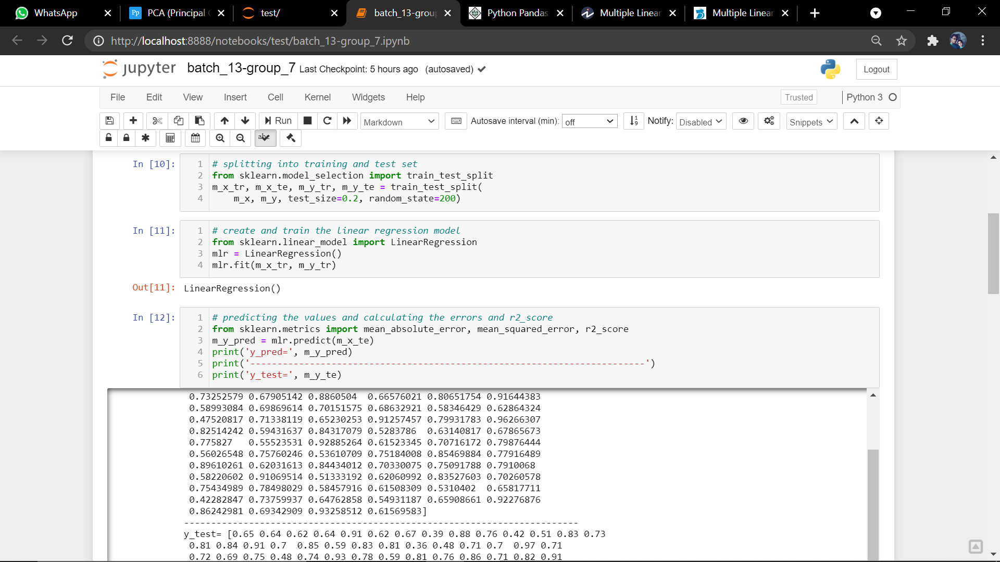 WhatsApp
PCA (Principal
test/
batch_13-grou
Python Pandas
Multiple Linear
Multiple Linear
http://localhost:8888/notebooks/test/batch_13-group_7.ipynb
jupyter batch_13-group_7 Last Checkpoint: 5 hours ago (autosaved)
Logout
File Edit View Insert Cell Kernel Widgets Help
Trusted
Python 3
Run
Markdown
Autosave interval (min):
off
Notify:
Disabled
Snippets
abc
In [10]:
1 # splitting into training and test set
2 from sklearn.model_selection import train_test_split
3 m_x_tr, m_x_te, m_y_tr, m_y_te = train_test_split(
4     m_x, m_y, test_size=0.2, random_state=200)
In [11]:
1 # create and train the linear regression model
2 from sklearn.linear_model import LinearRegression
3 mlr = LinearRegression()
4 mlr.fit(m_x_tr, m_y_tr)
Out[11]: LinearRegression()
In [12]:
1 # predicting the values and calculating the errors and r2_score
2 from sklearn.metrics import mean_absolute_error, mean_squared_error, r2_score
3 m_y_pred = mlr.predict(m_x_te)
4 print('y_pred=', m_y_pred)
5 print('-------------------------------------------------------------------------')
6 print('y_test=', m_y_te)
0.73252579 0.67905142 0.8860504 0.66576021 0.80651754 0.91644383
0.58993084 0.69869614 0.70151575 0.68632921 0.58346429 0.62864324
0.47520817 0.71338119 0.65230253 0.91257457 0.79931783 0.96266307
0.82514242 0.59431637 0.84317079 0.5283786 0.63140817 0.67865673
0.775827 0.55523531 0.92885264 0.61523345 0.70716172 0.79876444
0.56026548 0.75760246 0.53610709 0.75184008 0.85469884 0.77916489
0.89610261 0.62031613 0.84434012 0.70330075 0.75091788 0.7910068
0.58220602 0.91069514 0.51333192 0.62060992 0.83527603 0.70260578
0.75434989 0.78498029 0.58457916 0.61508309 0.5310402 0.65817711
0.42282847 0.73759937 0.64762858 0.54931187 0.65908661 0.92276876
0.86242981 0.69342909 0.93258512 0.61569583]
-------------------------------------------------------------------------
y_test= [0.65 0.64 0.62 0.64 0.91 0.62 0.67 0.39 0.88 0.76 0.42 0.51 0.83 0.73
0.81 0.84 0.91 0.7 0.85 0.59 0.83 0.81 0.36 0.48 0.71 0.7 0.97 0.71
0.72 0.69 0.75 0.48 0.74 0.93 0.78 0.59 0.81 0.76 0.86 0.71 0.82 0.91